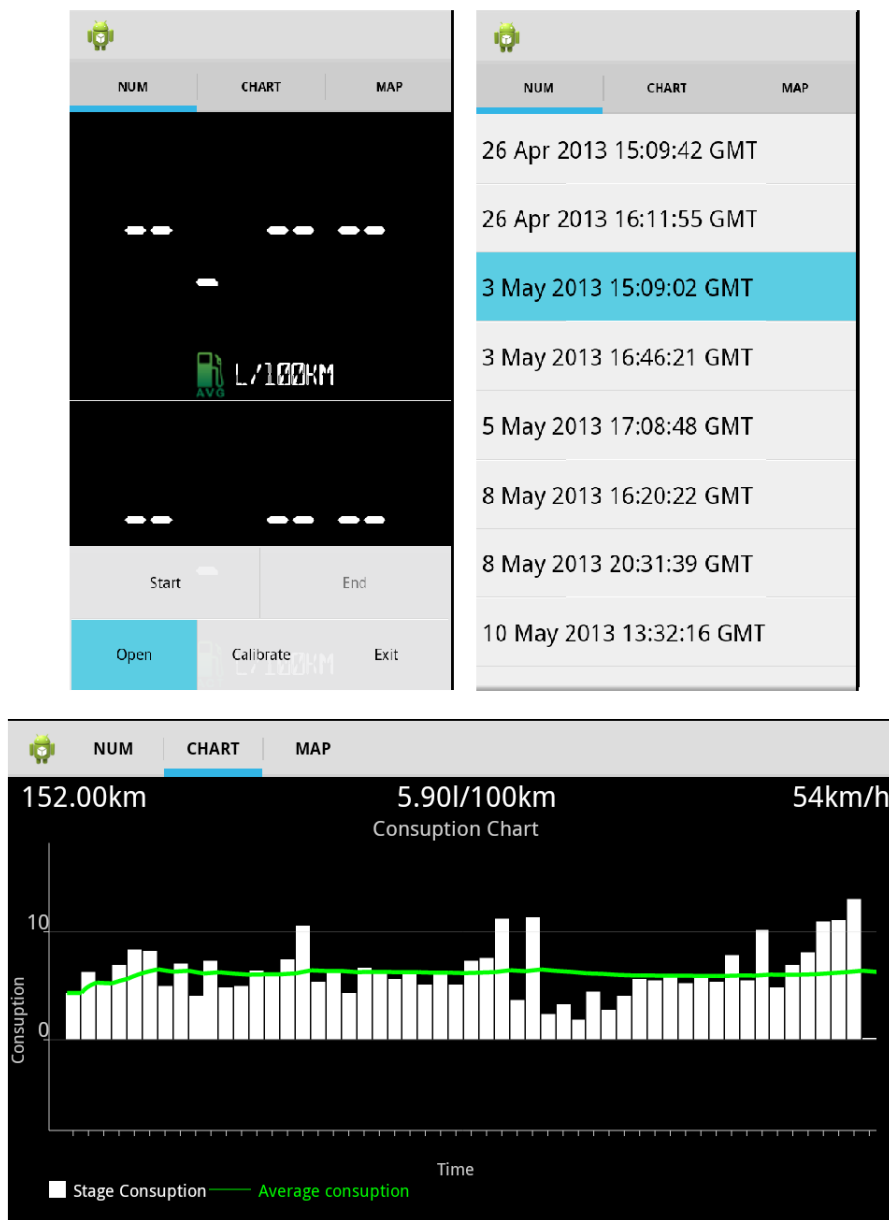 NUM CHART MAP
-- -- --
-
AVG L/100KM
-- -- --
Start - End
Open Calibrate Exit
L/100KM
NUM CHART MAP
26 Apr 2013 15:09:42 GMT
26 Apr 2013 16:11:55 GMT
3 May 2013 15:09:02 GMT
3 May 2013 16:46:21 GMT
5 May 2013 17:08:48 GMT
8 May 2013 16:20:22 GMT
8 May 2013 20:31:39 GMT
10 May 2013 13:32:16 GMT
NUM CHART MAP
152.00km 5.90l/100km 54km/h
Consuption Chart
10
0
Consuption
Time
Stage Consuption Average consuption